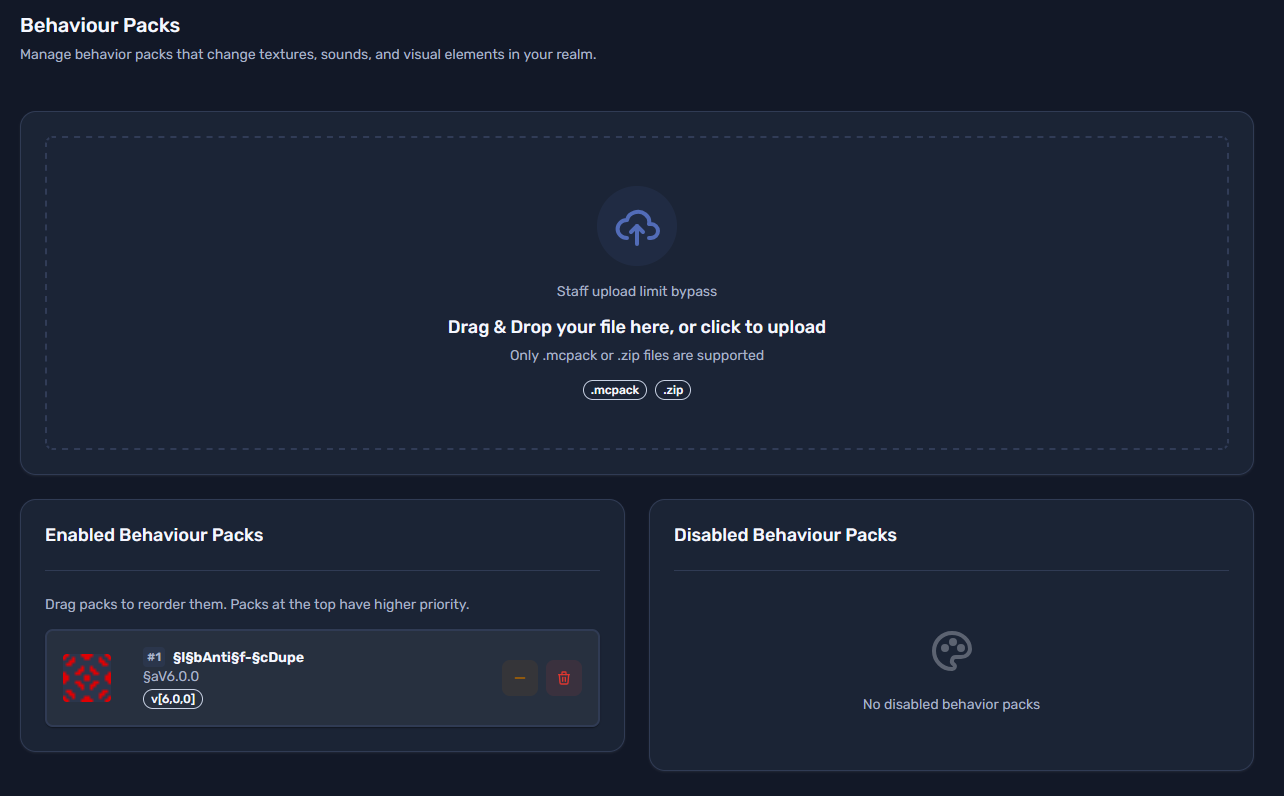 Behaviour Packs
Manage behavior packs that change textures, sounds, and visual elements in your realm.
Staff upload limit bypass
Drag & Drop your file here, or click to upload
Only .mcpack or .zip files are supported
.mcpack .zip
Enabled Behaviour Packs
Drag packs to reorder them. Packs at the top have higher priority.
#1 §l§bAnti§f-§cDupe
§aV6.0.0
v[6,0,0]
Disabled Behaviour Packs
No disabled behavior packs